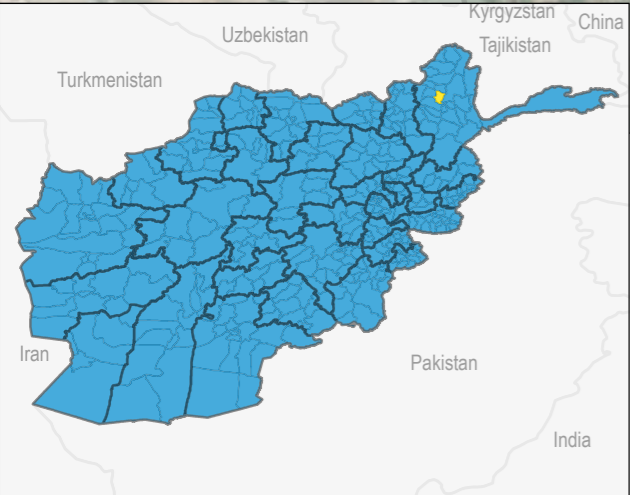 Kyrgyzstan
China
Uzbekistan
Tajikistan
Turkmenistan
Iran
Pakistan
India